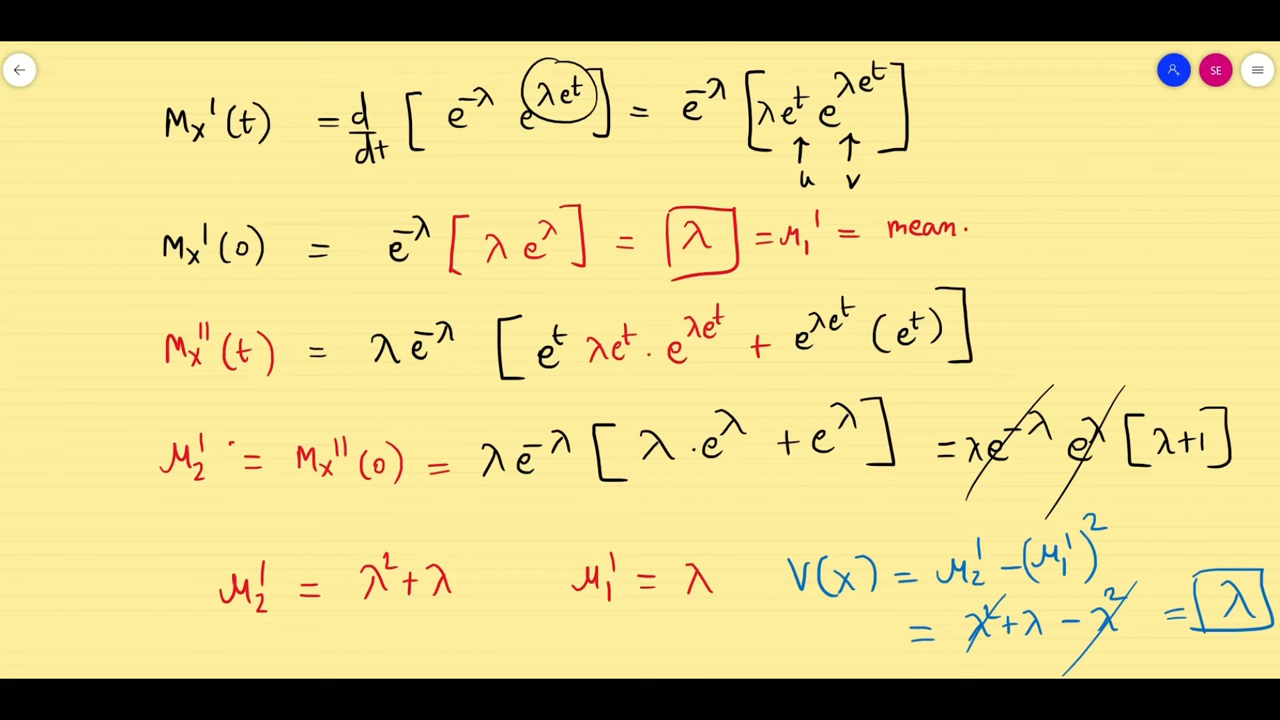 SE
Mx'(t) = d/dt [ e^-λ e^λe^t ] = e^-λ [ λe^t e^λe^t ]
↑ ↑
u v
Mx'(0) = e^-λ [ λ e^λ ] = λ = μ₁' = mean.
Mx''(t) = λ e^-λ [ e^t λe^t · e^λe^t + e^λe^t (e^t) ]
μ₂' = Mx''(0) = λ e^-λ [ λ · e^λ + e^λ ] = λ e^-λ e^λ [ λ+1 ]
μ₂' = λ² + λ μ₁' = λ V(x) = μ₂' - (μ₁')²
= λ² + λ - λ² = λ